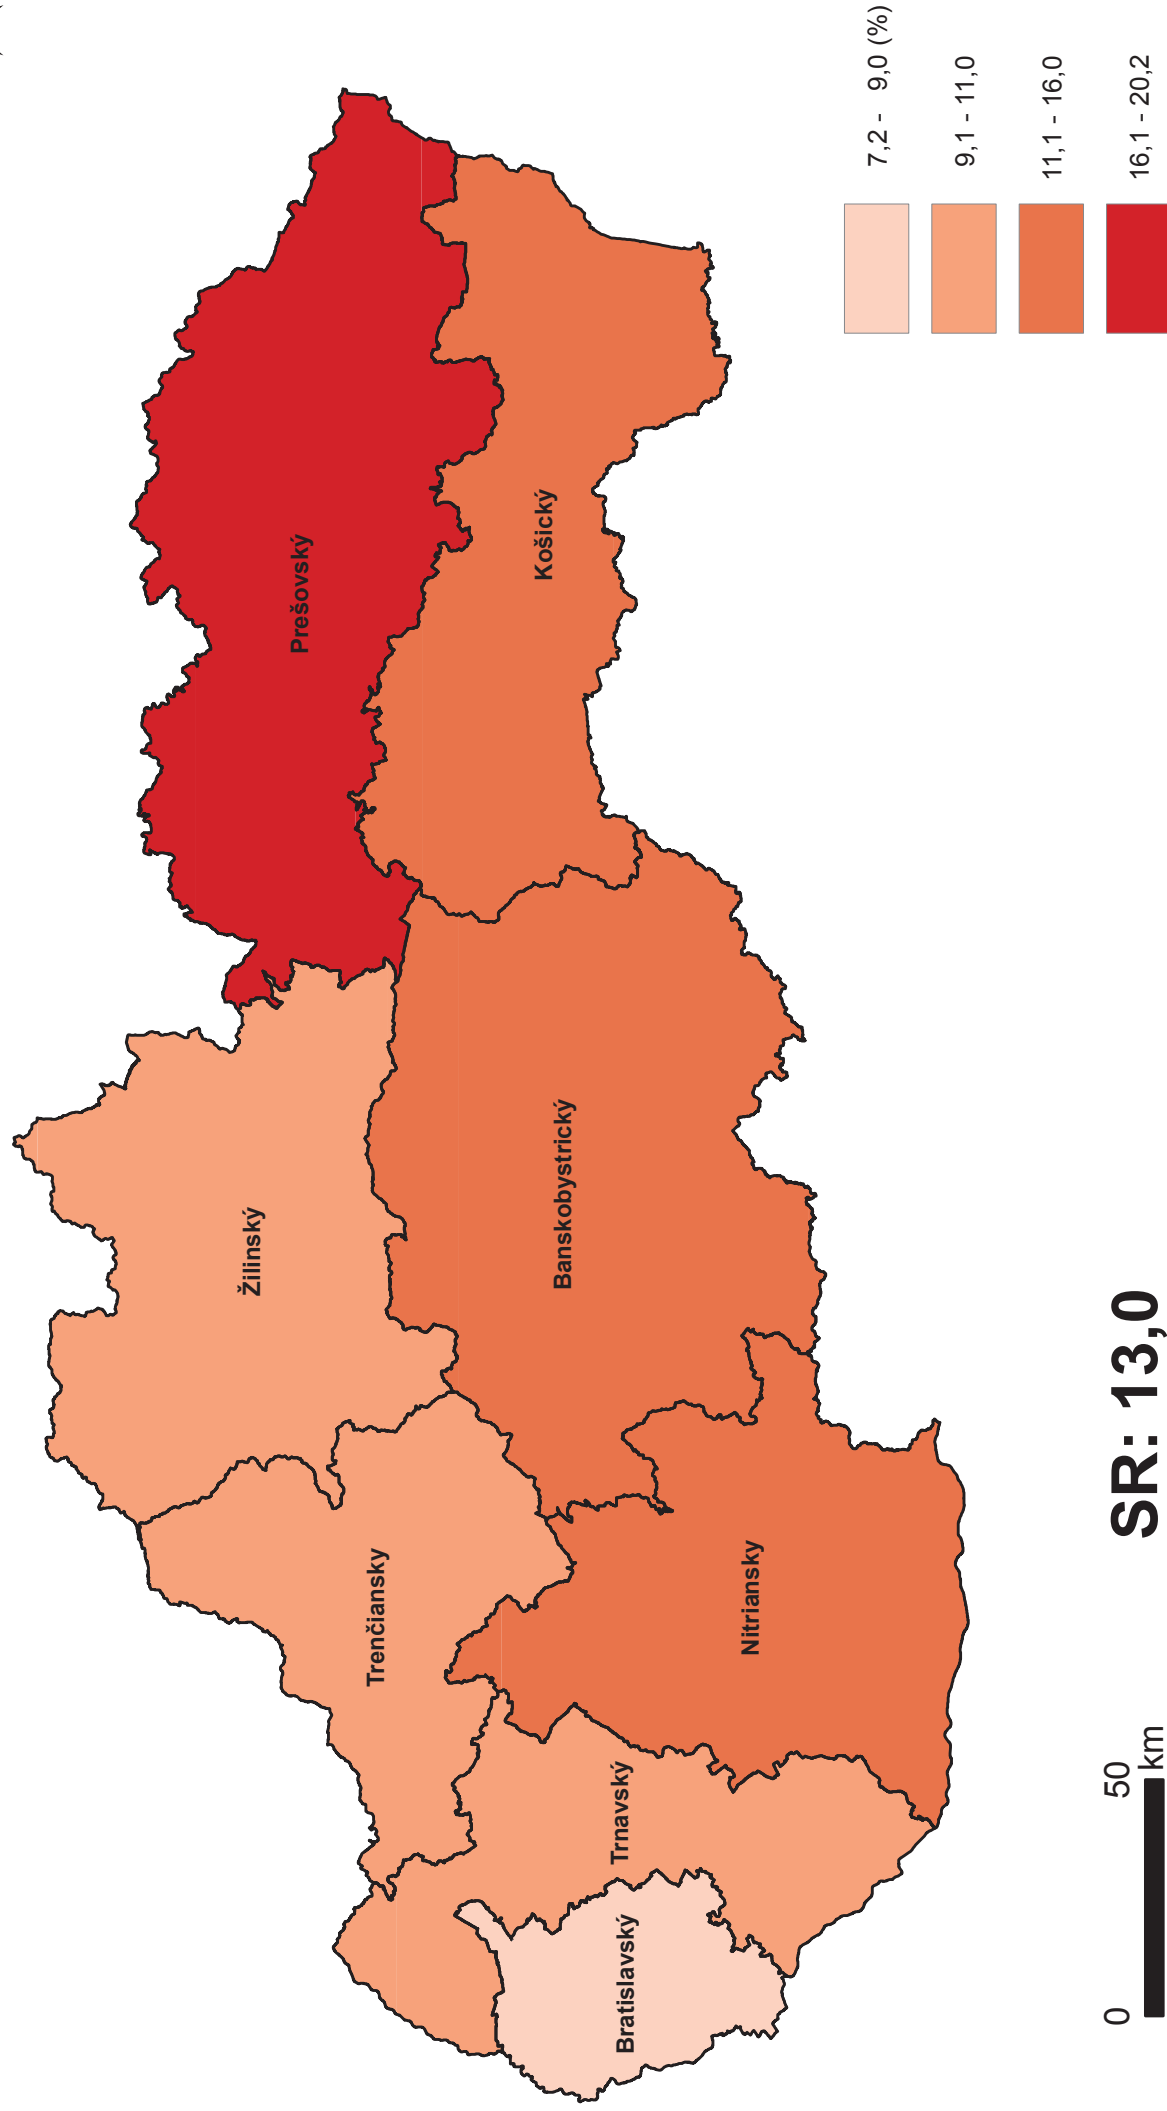 Prešovský
Žilinský
Košický
Trenčiansky
Banskobystrický
Trnavský
Bratislavský
Nitriansky
7,2 - 9,0 (%)
9,1 - 11,0
11,1 - 16,0
16,1 - 20,2
SR: 13,0
0 50
km